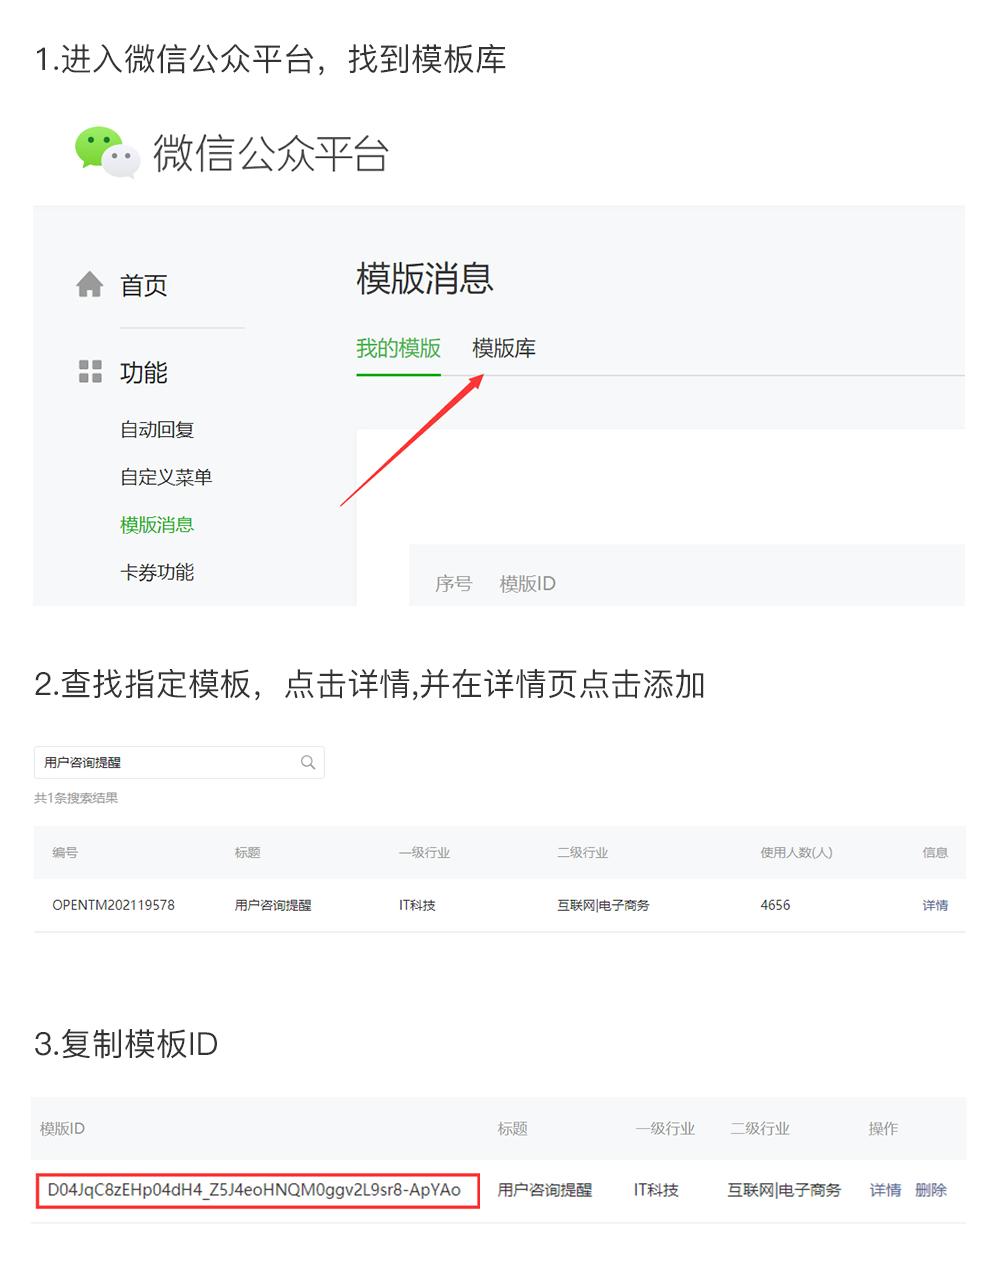 1.进入微信公众平台，找到模板库
微信公众平台
首页
模版消息
我的模版 模版库
功能
自动回复
自定义菜单
模版消息
卡券功能
序号 模版ID
2.查找指定模板，点击详情,并在详情页点击添加
用户咨询提醒
共1条搜索结果
编号 标题 一级行业 二级行业 使用人数(人) 信息
OPENTM202119578 用户咨询提醒 IT科技 互联网|电子商务 4656 详情
3.复制模板ID
模版ID 标题 一级行业 二级行业 操作
D04JqC8zEHp04dH4_Z5J4eoHNQM0ggv2L9sr8-ApYAo 用户咨询提醒 IT科技 互联网|电子商务 详情 删除